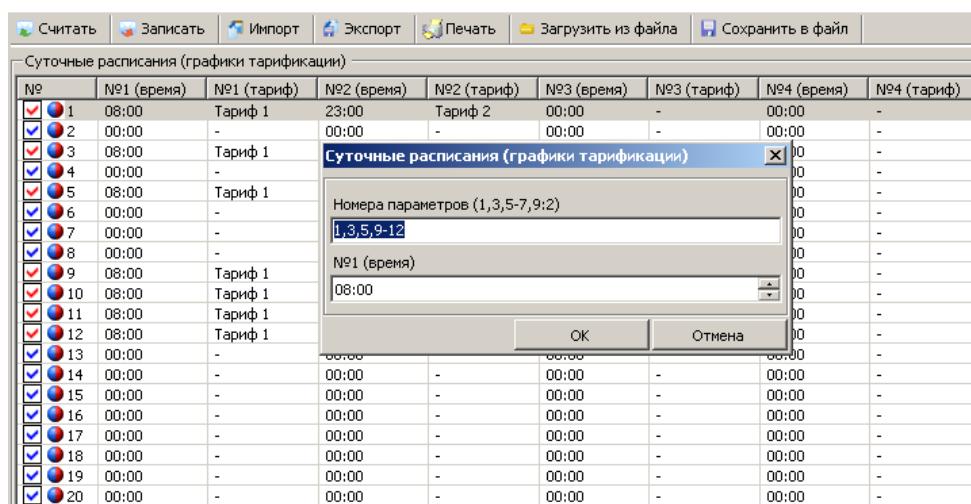 Считать Записать Импорт Экспорт Печать Загрузить из файла Сохранить в файл
Суточные расписания (графики тарификации)
№ №1 (время) №1 (тариф) №2 (время) №2 (тариф) №3 (время) №3 (тариф) №4 (время) №4 (тариф)
1 08:00 Тариф 1 23:00 Тариф 2 00:00 - 00:00 -
2 00:00 - 00:00 - 00:00 - 00:00 -
3 08:00 Тариф 1 -
4 00:00 - -
5 08:00 Тариф 1 -
6 00:00 - -
7 00:00 - -
8 00:00 - -
9 08:00 Тариф 1 -
10 08:00 Тариф 1 -
11 08:00 Тариф 1 -
12 08:00 Тариф 1 -
Суточные расписания (графики тарификации)
Номера параметров (1,3,5-7,9:2)
1,3,5,9-12
№1 (время)
08:00
OK Отмена
13 00:00 - 00:00 - 00:00 - 00:00 -
14 00:00 - 00:00 - 00:00 - 00:00 -
15 00:00 - 00:00 - 00:00 - 00:00 -
16 00:00 - 00:00 - 00:00 - 00:00 -
17 00:00 - 00:00 - 00:00 - 00:00 -
18 00:00 - 00:00 - 00:00 - 00:00 -
19 00:00 - 00:00 - 00:00 - 00:00 -
20 00:00 - 00:00 - 00:00 - 00:00 -